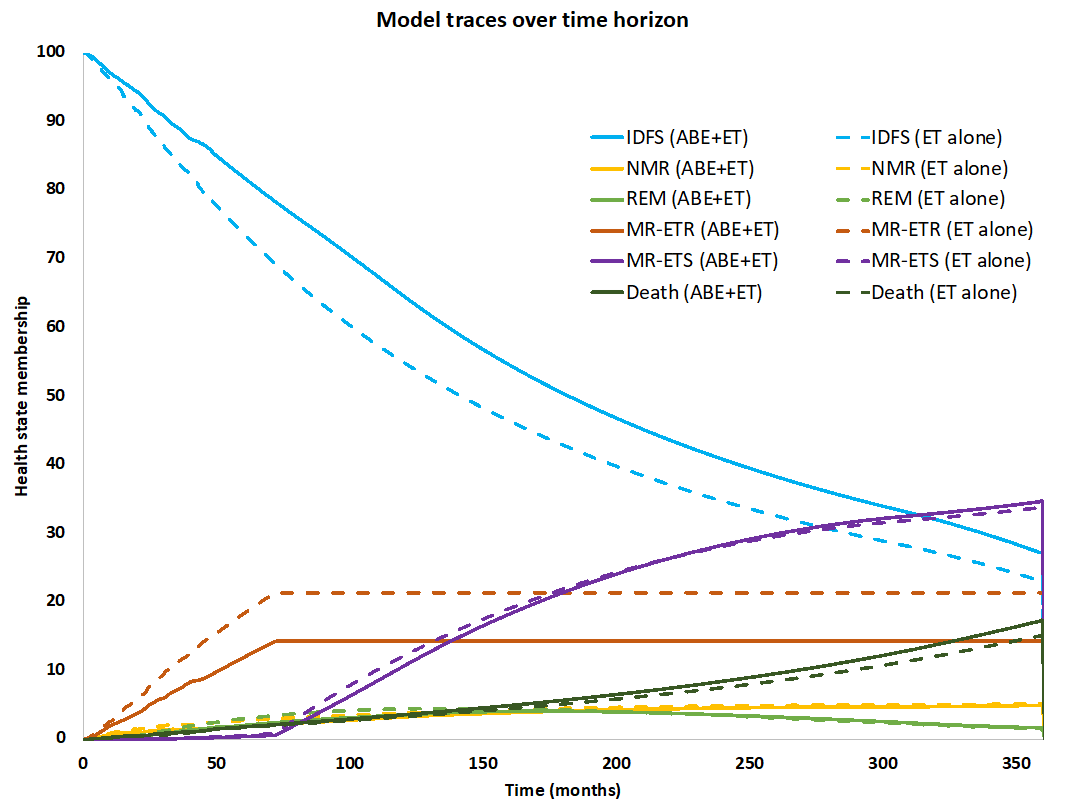 Model traces over time horizon
100
90
80
70
60
50
40
30
20
10
0
Health state membership
IDFS (ABE+ET)
IDFS (ET alone)
NMR (ABE+ET)
NMR (ET alone)
REM (ABE+ET)
REM (ET alone)
MR-ETR (ABE+ET)
MR-ETR (ET alone)
MR-ETS (ABE+ET)
MR-ETS (ET alone)
Death (ABE+ET)
Death (ET alone)
0 50 100 150 200 250 300 350
Time (months)